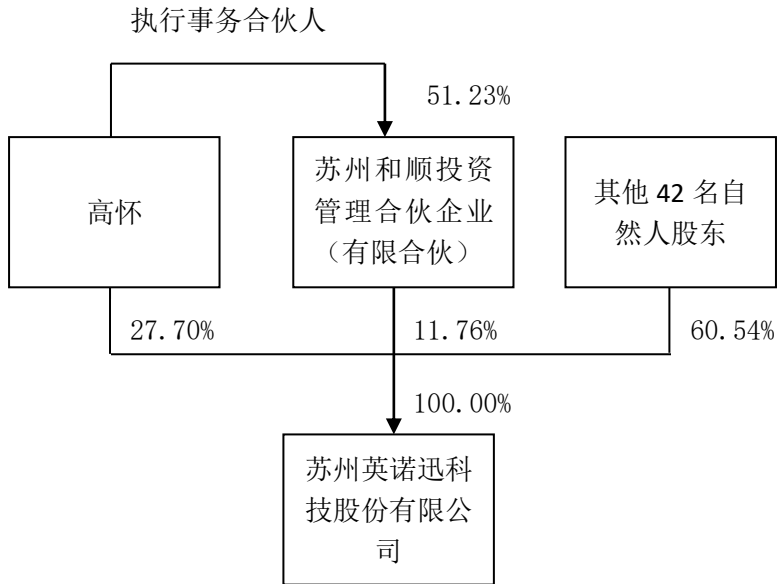 执行事务合伙人
51.23%
高怀
苏州和顺投资
管理合伙企业
（有限合伙）
其他 42 名自
然人股东
27.70%
11.76%
60.54%
100.00%
苏州英诺迅科
技股份有限公
司